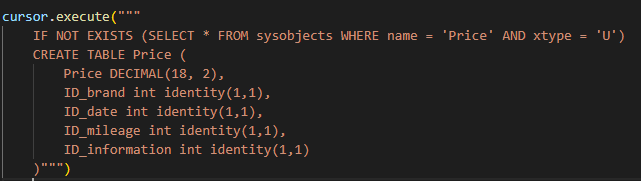 cursor.execute("""
IF NOT EXISTS (SELECT * FROM sysobjects WHERE name = 'Price' AND xtype = 'U')
CREATE TABLE Price (
Price DECIMAL(18, 2),
ID_brand int identity(1,1),
ID_date int identity(1,1),
ID_mileage int identity(1,1),
ID_information int identity(1,1)
)""")